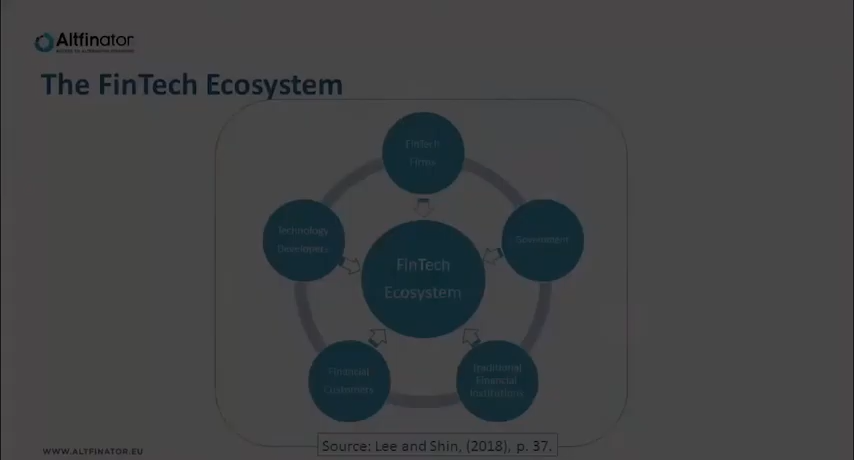 Altfinator
The FinTech Ecosystem
FinTech
Firms
Technology
Developers
Government
FinTech
Ecosystem
Financial
Customers
Traditional
Financial
Institutions
Source: Lee and Shin, (2018), p. 37.
WWW.ALTFINATOR.EU